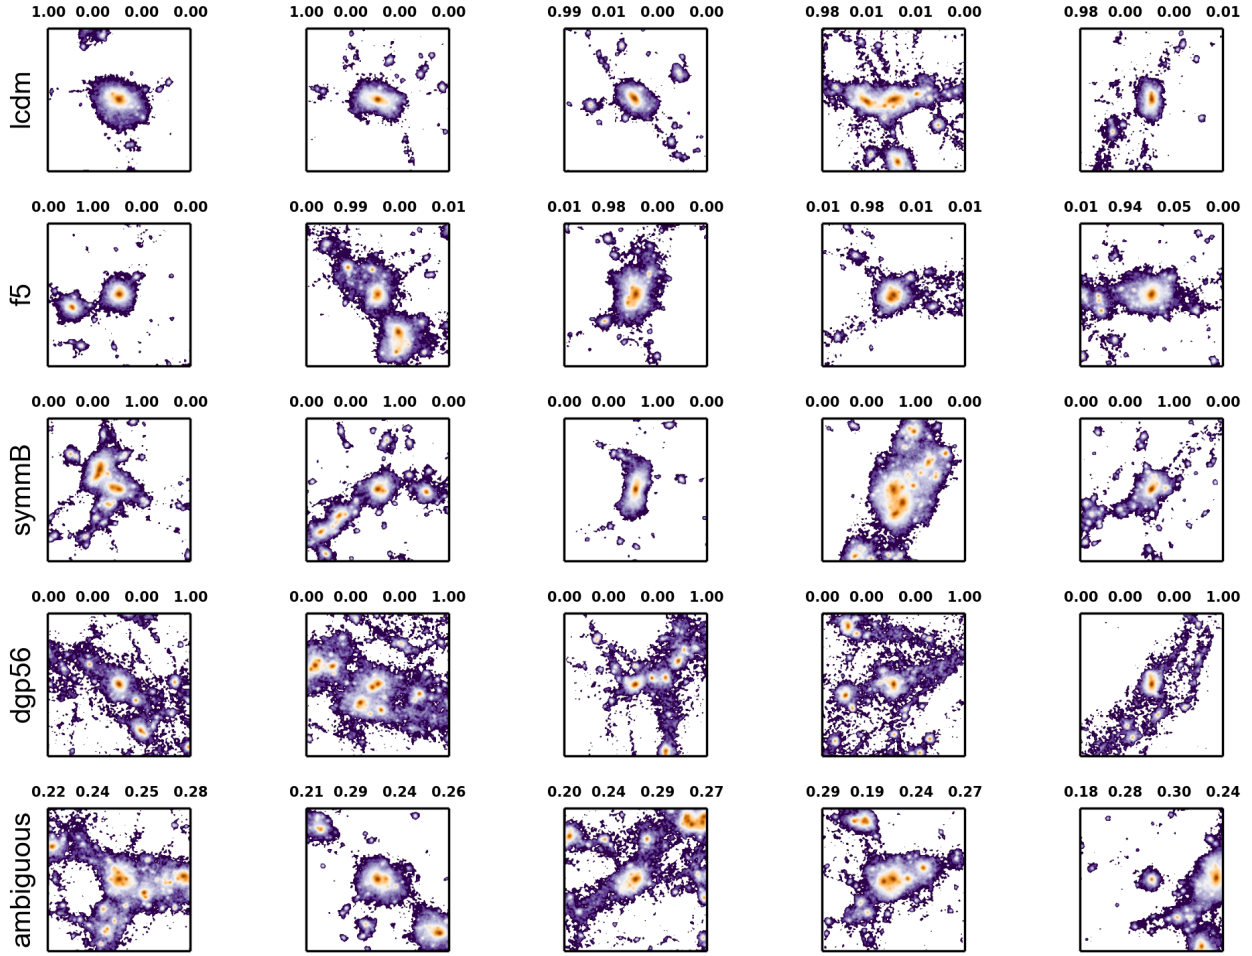 1.00 0.00 0.00 0.00 1.00 0.00 0.00 0.00 0.99 0.01 0.00 0.00 0.98 0.01 0.01 0.00 0.98 0.00 0.00 0.01
lcdm
0.00 1.00 0.00 0.00 0.00 0.99 0.00 0.01 0.01 0.98 0.00 0.00 0.01 0.98 0.01 0.01 0.01 0.94 0.05 0.00
f5
0.00 0.00 1.00 0.00 0.00 0.00 1.00 0.00 0.00 0.00 1.00 0.00 0.00 0.00 1.00 0.00 0.00 0.00 1.00 0.00
symmB
0.00 0.00 0.00 1.00 0.00 0.00 0.00 1.00 0.00 0.00 0.00 1.00 0.00 0.00 0.00 1.00 0.00 0.00 0.00 1.00
dgp56
0.22 0.24 0.25 0.28 0.21 0.29 0.24 0.26 0.20 0.24 0.29 0.27 0.29 0.19 0.24 0.27 0.18 0.28 0.30 0.24
ambiguous